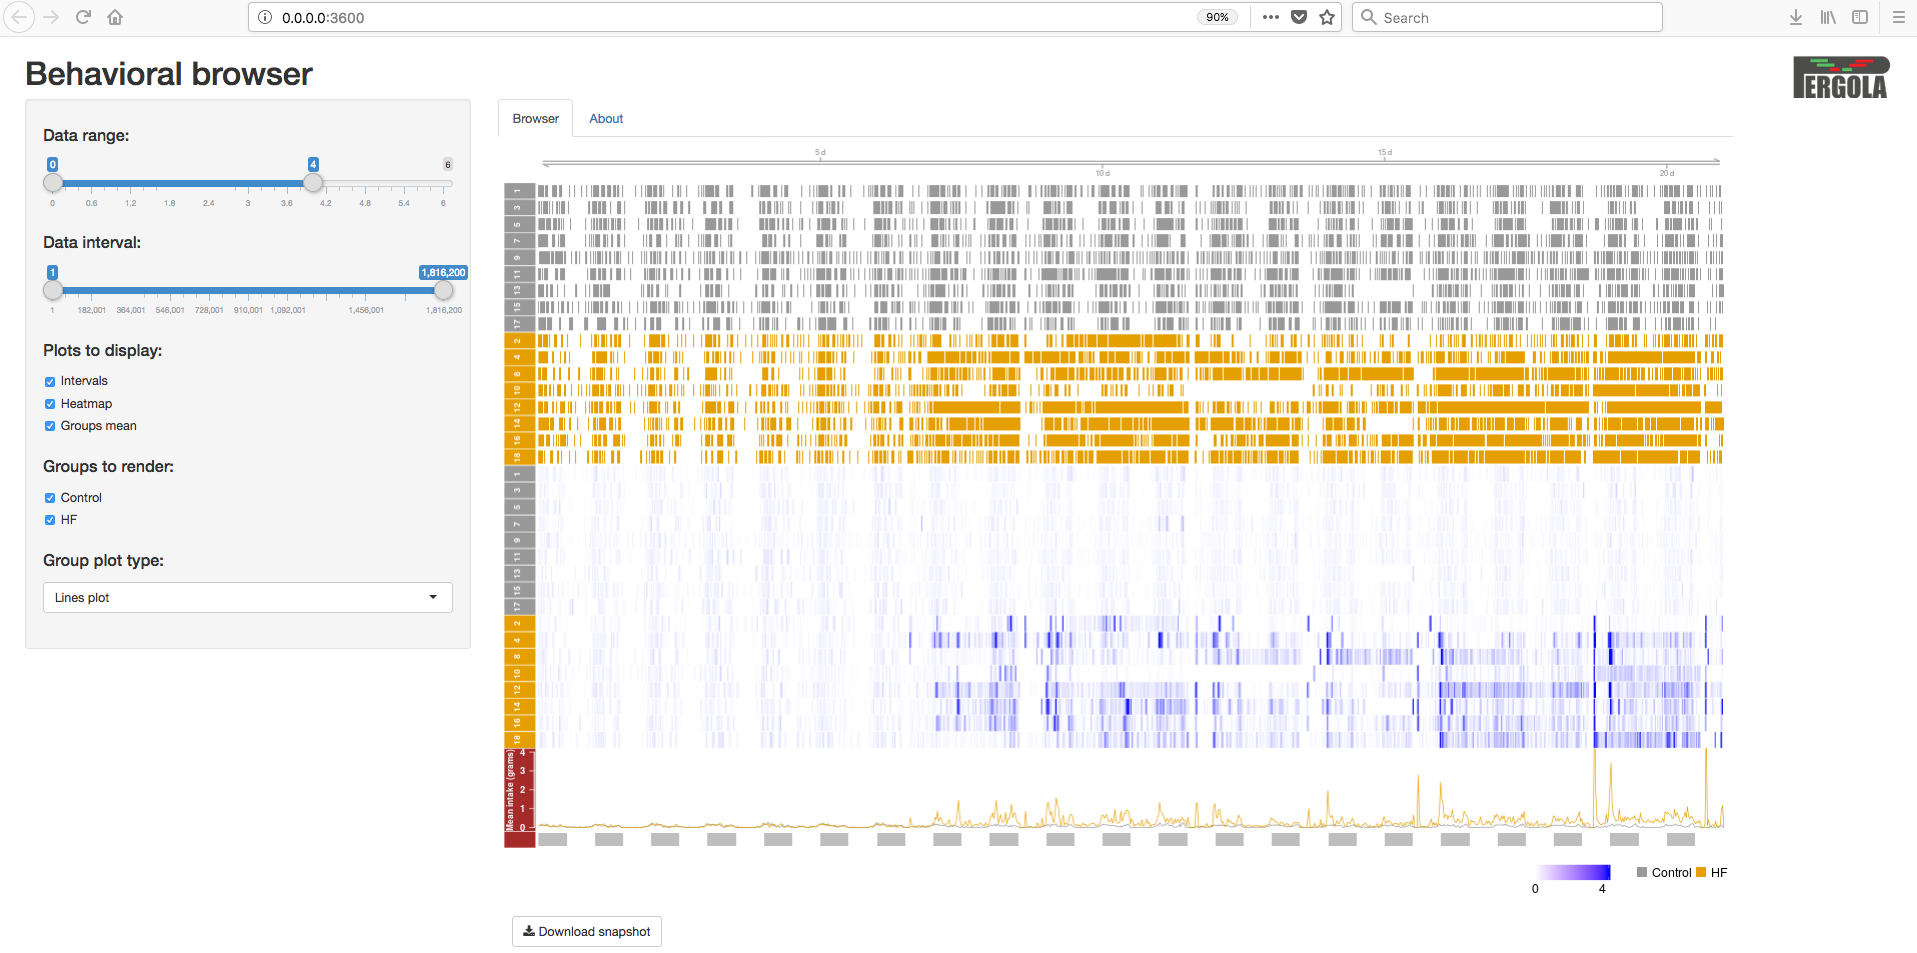 0.0.0.0:3600
90%
Search
Behavioral browser
PERGOLA
Data range:
0 4 6
0 0.6 1.2 1.8 2.4 3 3.6 4.2 4.8 5.4 6
Data interval:
1 1,816,200
1 182,001 364,001 546,001 728,001 910,001 1,092,001 1,456,001 1,816,200
Plots to display:
Intervals
Heatmap
Groups mean
Groups to render:
Control
HF
Group plot type:
Lines plot
Browser About
5 d 15 d
10 d 20 d
1
3
5
7
9
11
13
15
17
2
4
8
10
12
14
16
18
1
3
5
7
9
11
13
15
17
2
4
8
10
12
14
16
18
Mean intake (grams)
4
3
2
1
0
0 4
Control HF
Download snapshot